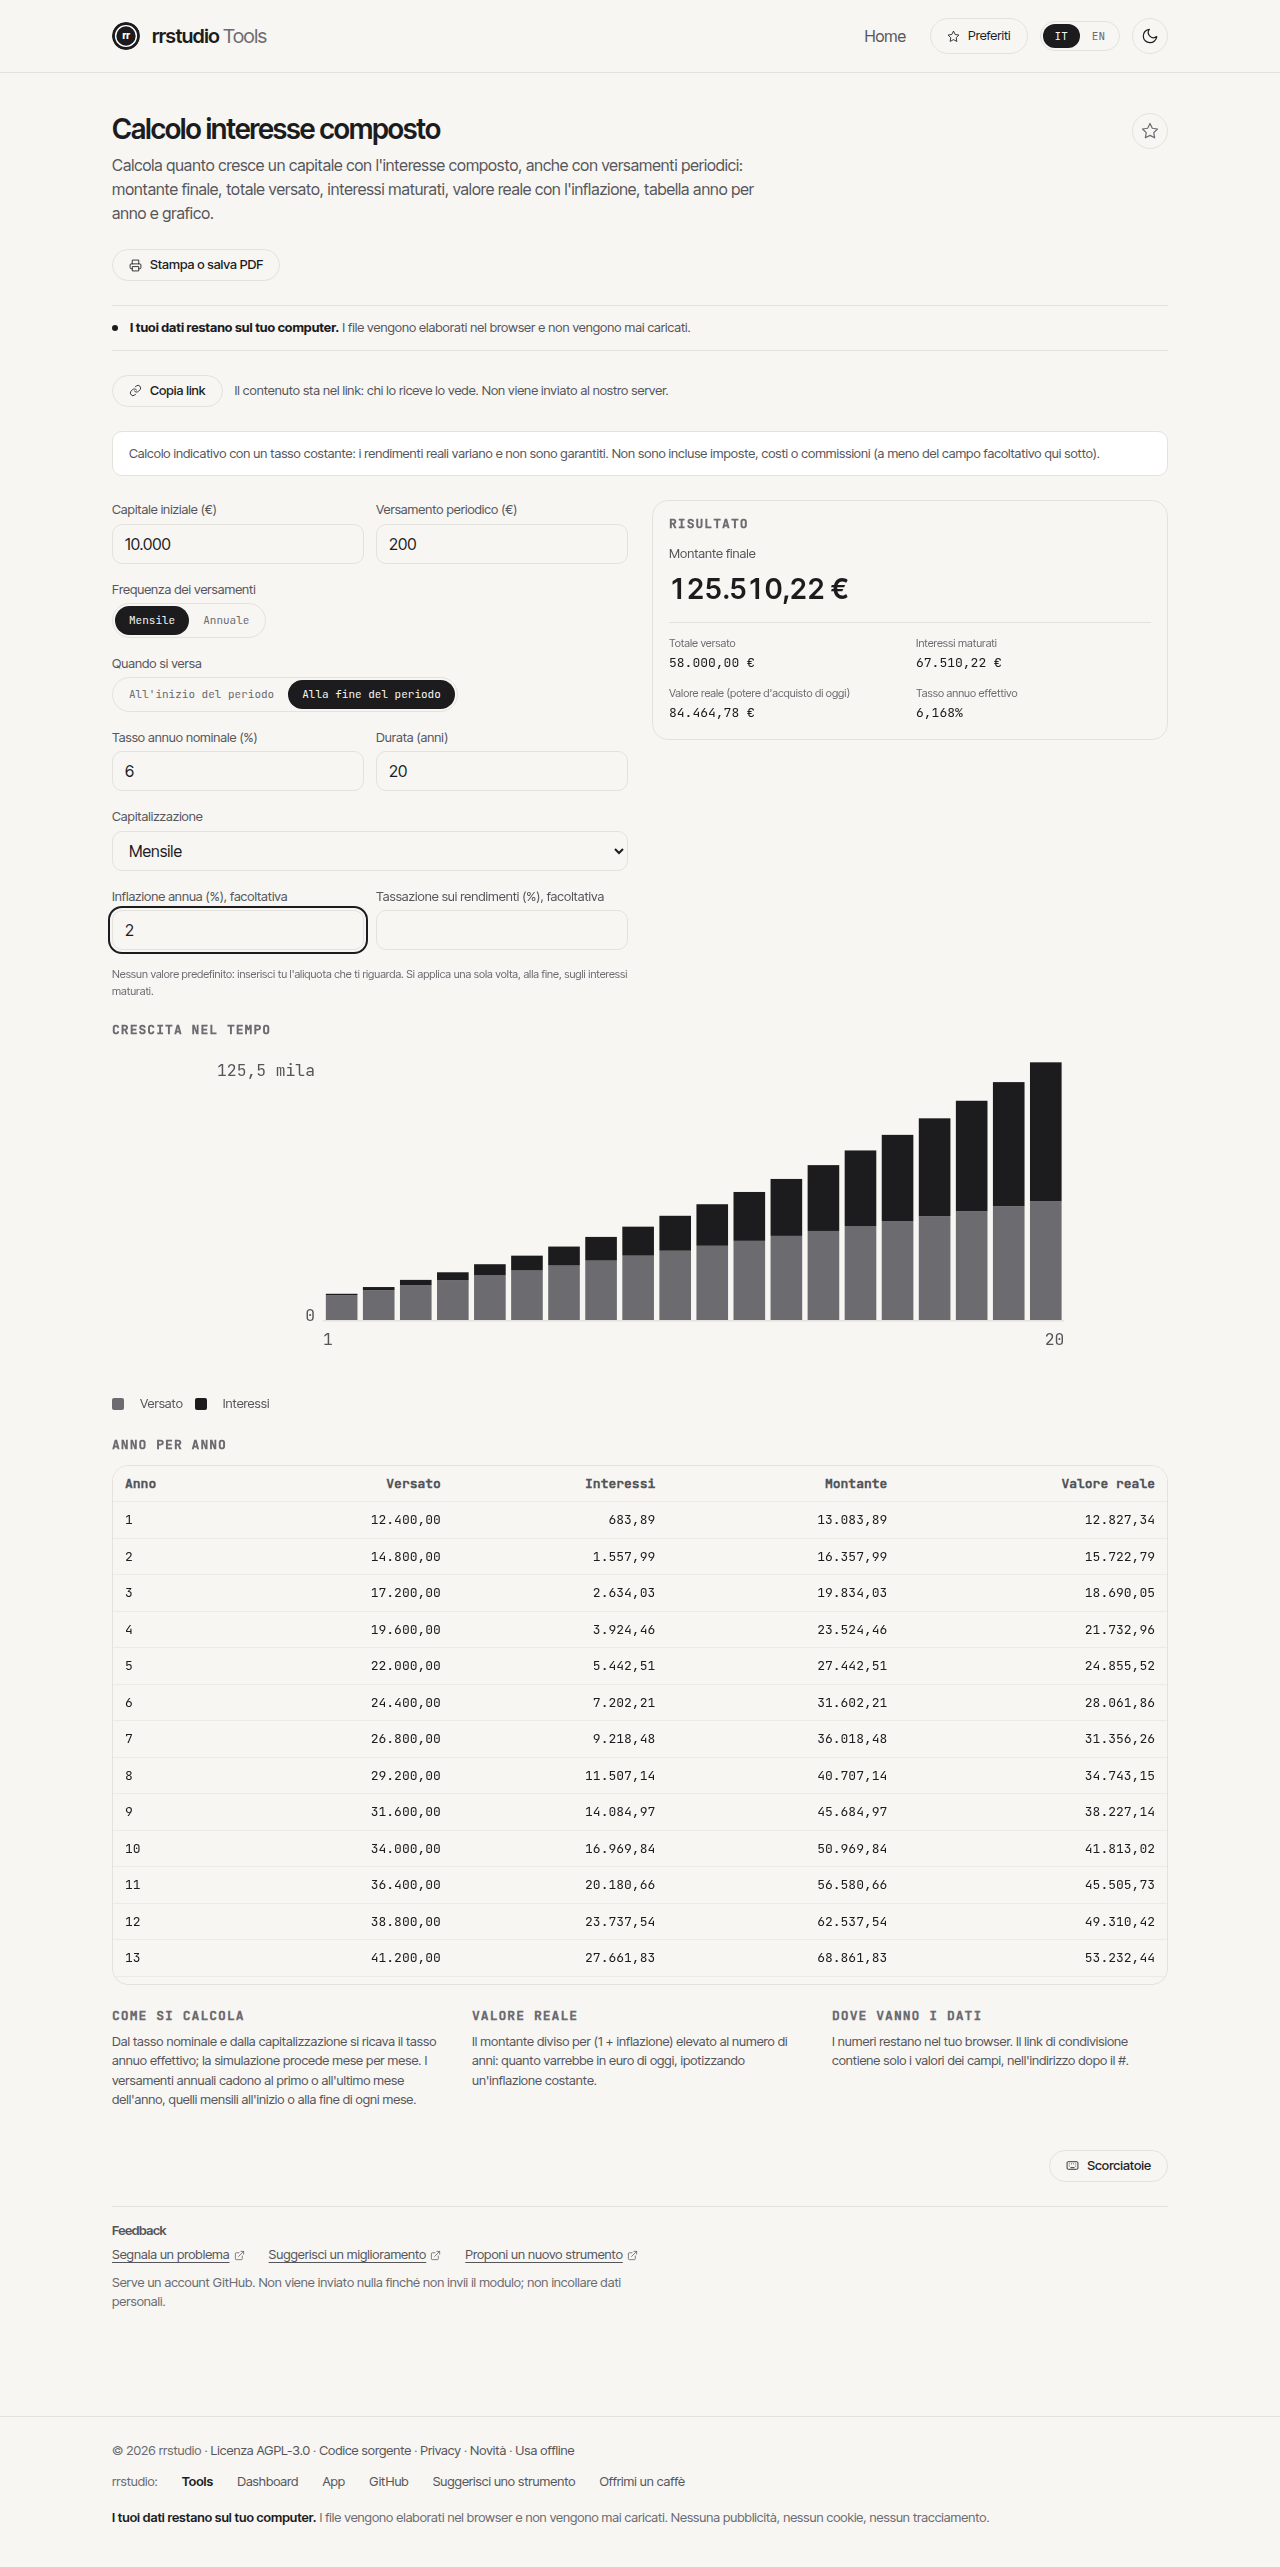 rr rrstudio Tools
Home
Preferiti
IT EN
Calcolo interesse composto
Calcola quanto cresce un capitale con l'interesse composto, anche con versamenti periodici:
montante finale, totale versato, interessi maturati, valore reale con l'inflazione, tabella anno per
anno e grafico.
Stampa o salva PDF
I tuoi dati restano sul tuo computer. I file vengono elaborati nel browser e non vengono mai caricati.
Copia link Il contenuto sta nel link: chi lo riceve lo vede. Non viene inviato al nostro server.
Calcolo indicativo con un tasso costante: i rendimenti reali variano e non sono garantiti. Non sono incluse imposte, costi o commissioni (a meno del campo facoltativo qui sotto).
Capitale iniziale (€) Versamento periodico (€)
10.000 200
Frequenza dei versamenti
Mensile Annuale
Quando si versa
All'inizio del periodo Alla fine del periodo
Tasso annuo nominale (%) Durata (anni)
6 20
Capitalizzazione
Mensile
Inflazione annua (%), facoltativa Tassazione sui rendimenti (%), facoltativa
2
Nessun valore predefinito: inserisci tu l'aliquota che ti riguarda. Si applica una sola volta, alla fine, sugli interessi
maturati.
RISULTATO
Montante finale
125.510,22 €
Totale versato Interessi maturati
58.000,00 € 67.510,22 €
Valore reale (potere d'acquisto di oggi) Tasso annuo effettivo
84.464,78 € 6,168%
CRESCITA NEL TEMPO
125,5 mila
0
1 20
Versato Interessi
ANNO PER ANNO
Anno Versato Interessi Montante Valore reale
1 12.400,00 683,89 13.083,89 12.827,34
2 14.800,00 1.557,99 16.357,99 15.722,79
3 17.200,00 2.634,03 19.834,03 18.690,05
4 19.600,00 3.924,46 23.524,46 21.732,96
5 22.000,00 5.442,51 27.442,51 24.855,52
6 24.400,00 7.202,21 31.602,21 28.061,86
7 26.800,00 9.218,48 36.018,48 31.356,26
8 29.200,00 11.507,14 40.707,14 34.743,15
9 31.600,00 14.084,97 45.684,97 38.227,14
10 34.000,00 16.969,84 50.969,84 41.813,02
11 36.400,00 20.180,66 56.580,66 45.505,73
12 38.800,00 23.737,54 62.537,54 49.310,42
13 41.200,00 27.661,83 68.861,83 53.232,44
COME SI CALCOLA
Dal tasso nominale e dalla capitalizzazione si ricava il tasso
annuo effettivo; la simulazione procede mese per mese. I
versamenti annuali cadono al primo o all'ultimo mese
dell'anno, quelli mensili all'inizio o alla fine di ogni mese.
VALORE REALE
Il montante diviso per (1 + inflazione) elevato al numero di
anni: quanto varrebbe in euro di oggi, ipotizzando
un'inflazione costante.
DOVE VANNO I DATI
I numeri restano nel tuo browser. Il link di condivisione
contiene solo i valori dei campi, nell'indirizzo dopo il #.
Scorciatoie
Feedback
Segnala un problema Suggerisci un miglioramento Proponi un nuovo strumento
Serve un account GitHub. Non viene inviato nulla finché non invii il modulo; non incollare dati
personali.
© 2026 rrstudio · Licenza AGPL-3.0 · Codice sorgente · Privacy · Novità · Usa offline
rrstudio: Tools Dashboard App GitHub Suggerisci uno strumento Offrimi un caffè
I tuoi dati restano sul tuo computer. I file vengono elaborati nel browser e non vengono mai caricati. Nessuna pubblicità, nessun cookie, nessun tracciamento.